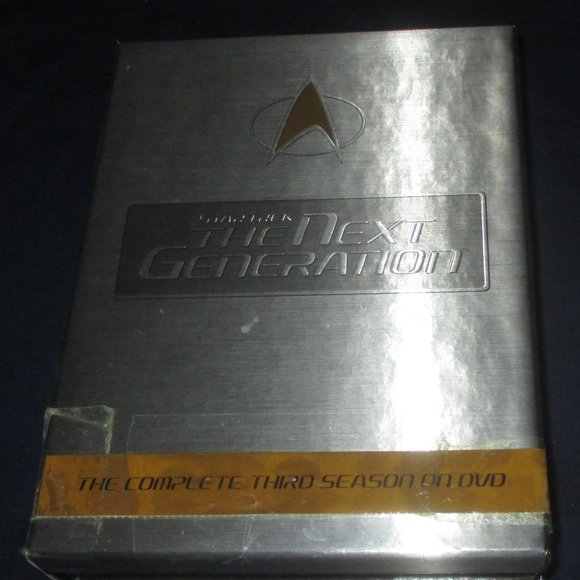 STAR TREK
THE NEXT
GENERATION
THE COMPLETE THIRD SEASON ON DVD